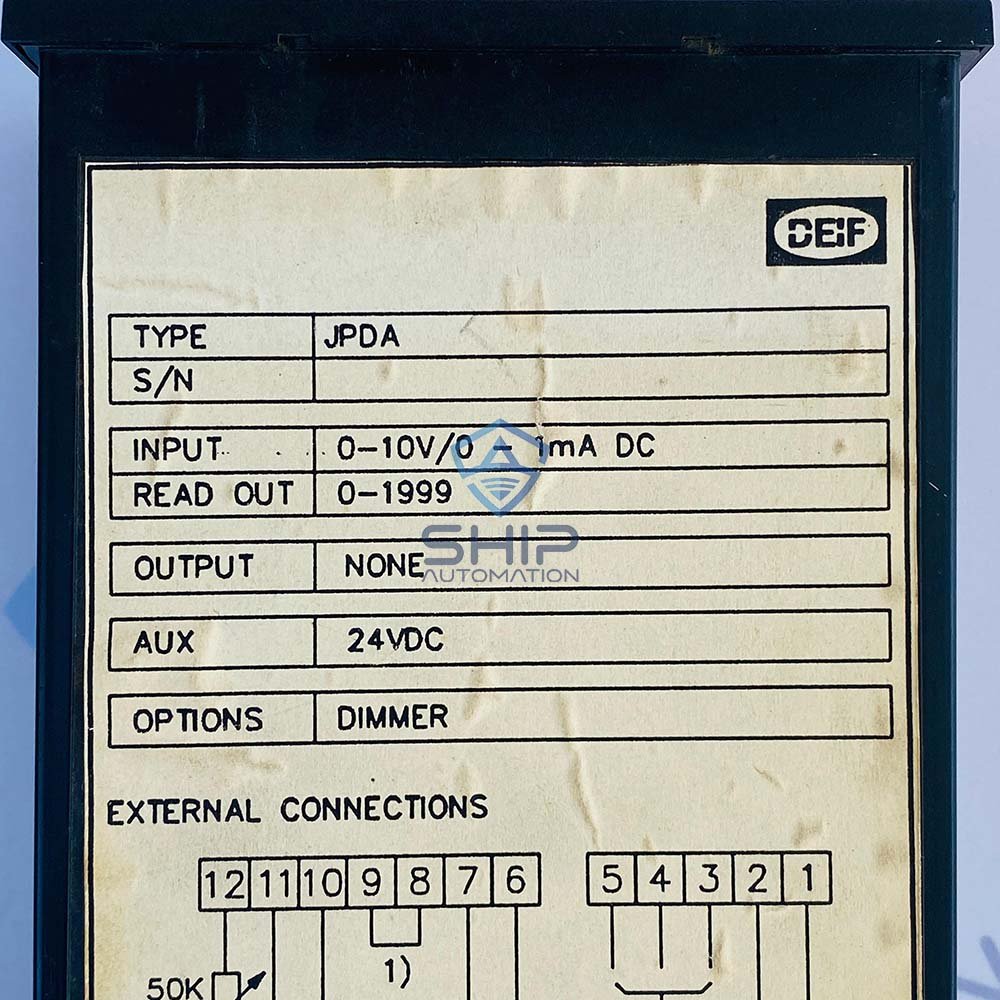 DEIF
TYPE JPDA
S/N
INPUT 0-10V/0 - 1mA DC
READ OUT 0-1999
SHIP
AUTOMATION
OUTPUT NONE
AUX 24VDC
OPTIONS DIMMER
EXTERNAL CONNECTIONS
12 11 10 9 8 7 6 5 4 3 2 1
1)
50K